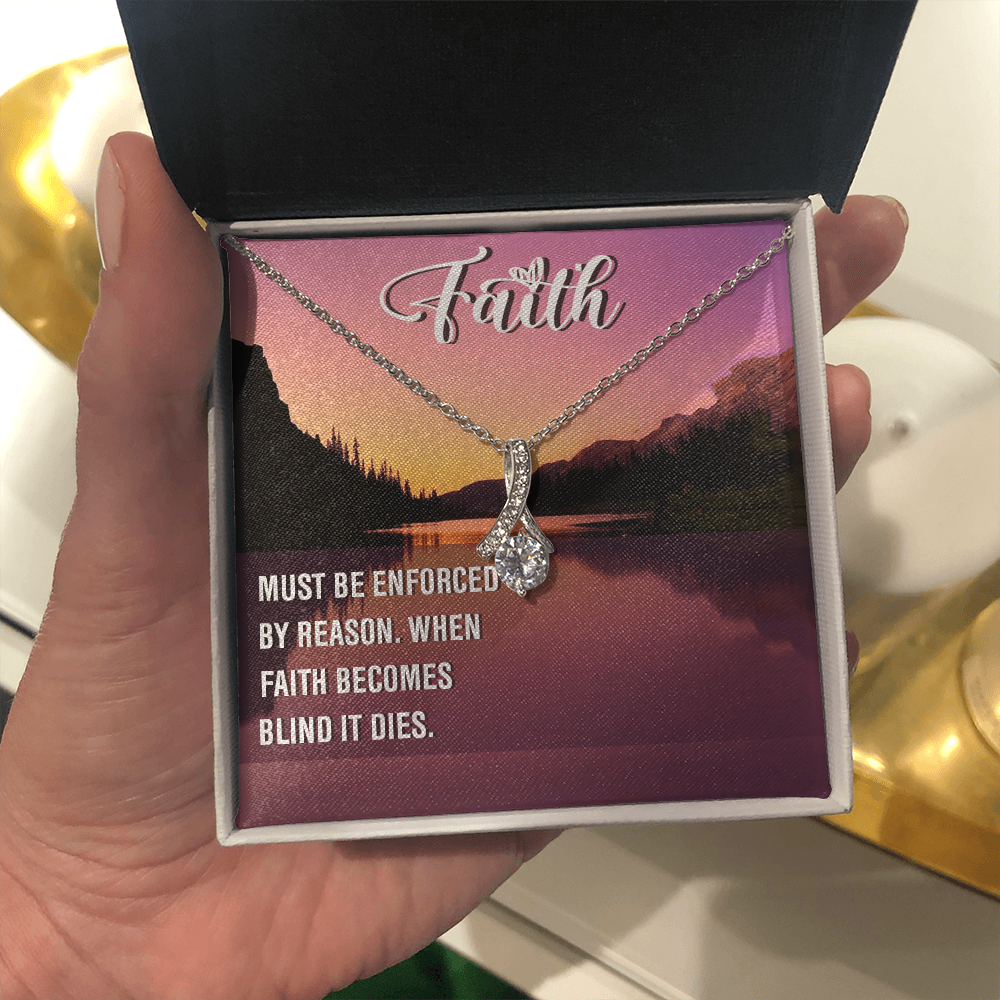 Faith
MUST BE ENFORCED
BY REASON. WHEN
FAITH BECOMES
BLIND IT DIES.